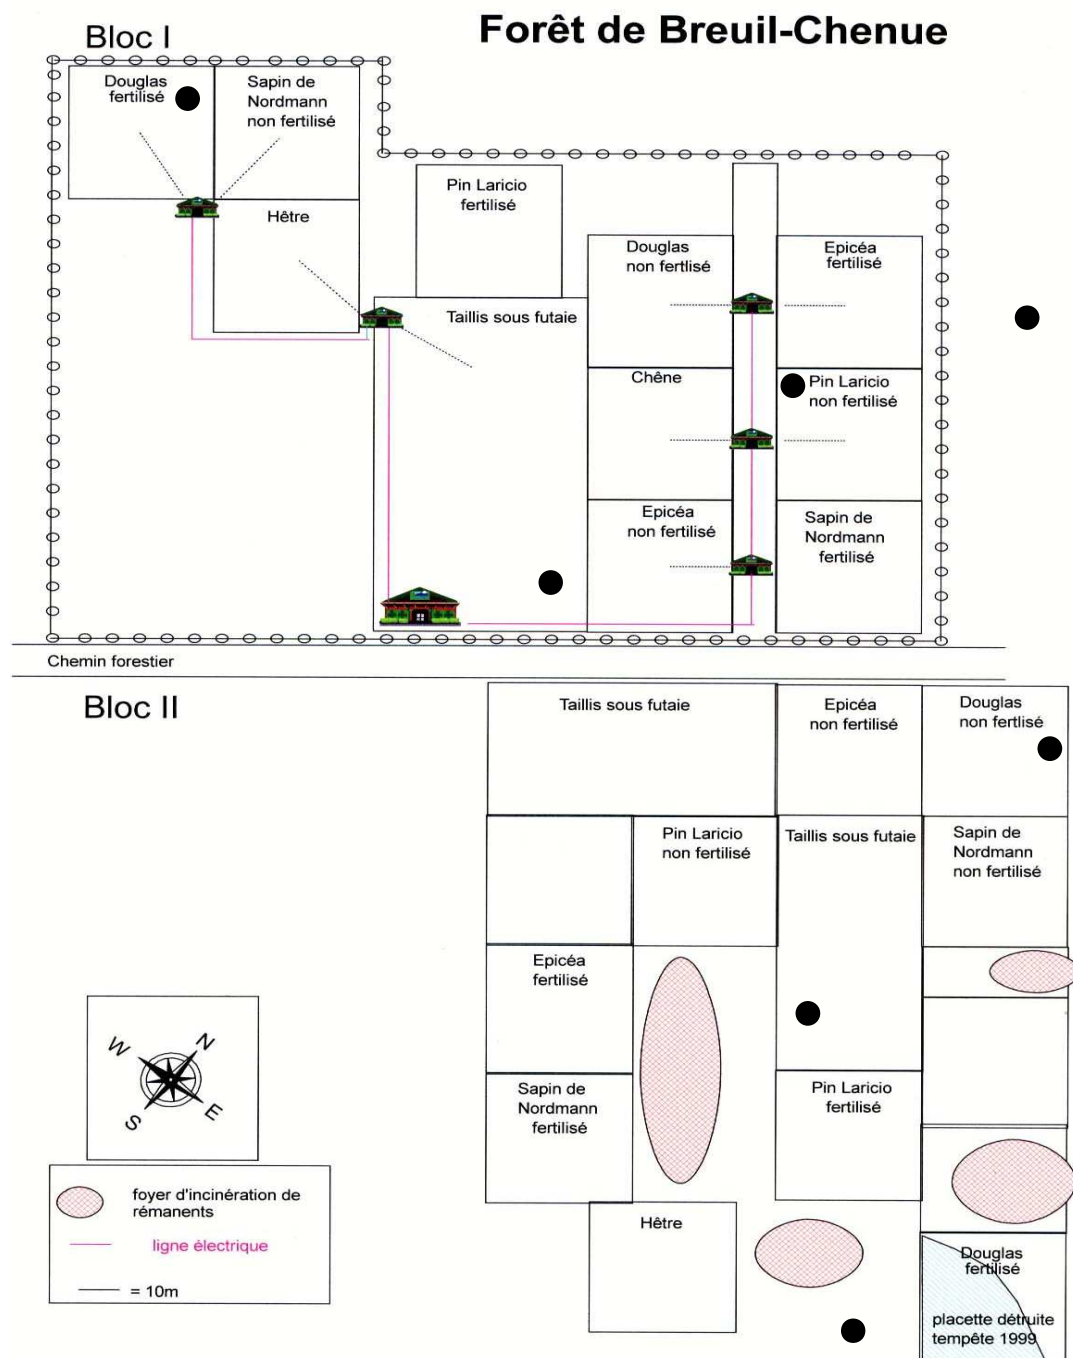 Forêt de Breuil-Chenue
Bloc I
Douglas
fertilisé
Sapin de
Nordmann
non fertilisé
Hêtre
Pin Laricio
fertilisé
Taillis sous futaie
Douglas
non fertlisé
Epicéa
fertilisé
Chêne
Pin Laricio
non fertilisé
Epicéa
non fertilisé
Sapin de
Nordmann
fertilisé
Chemin forestier
Bloc II
Taillis sous futaie
Epicéa
non fertilisé
Douglas
non fertlisé
Pin Laricio
non fertilisé
Taillis sous futaie
Sapin de
Nordmann
non fertilisé
Epicéa
fertilisé
Sapin de
Nordmann
fertilisé
Pin Laricio
fertilisé
Hêtre
Douglas
fertilisé
placette détruite
tempête 1999
W
N
S
E
foyer d'incinération de
rémanents
ligne électrique
= 10m